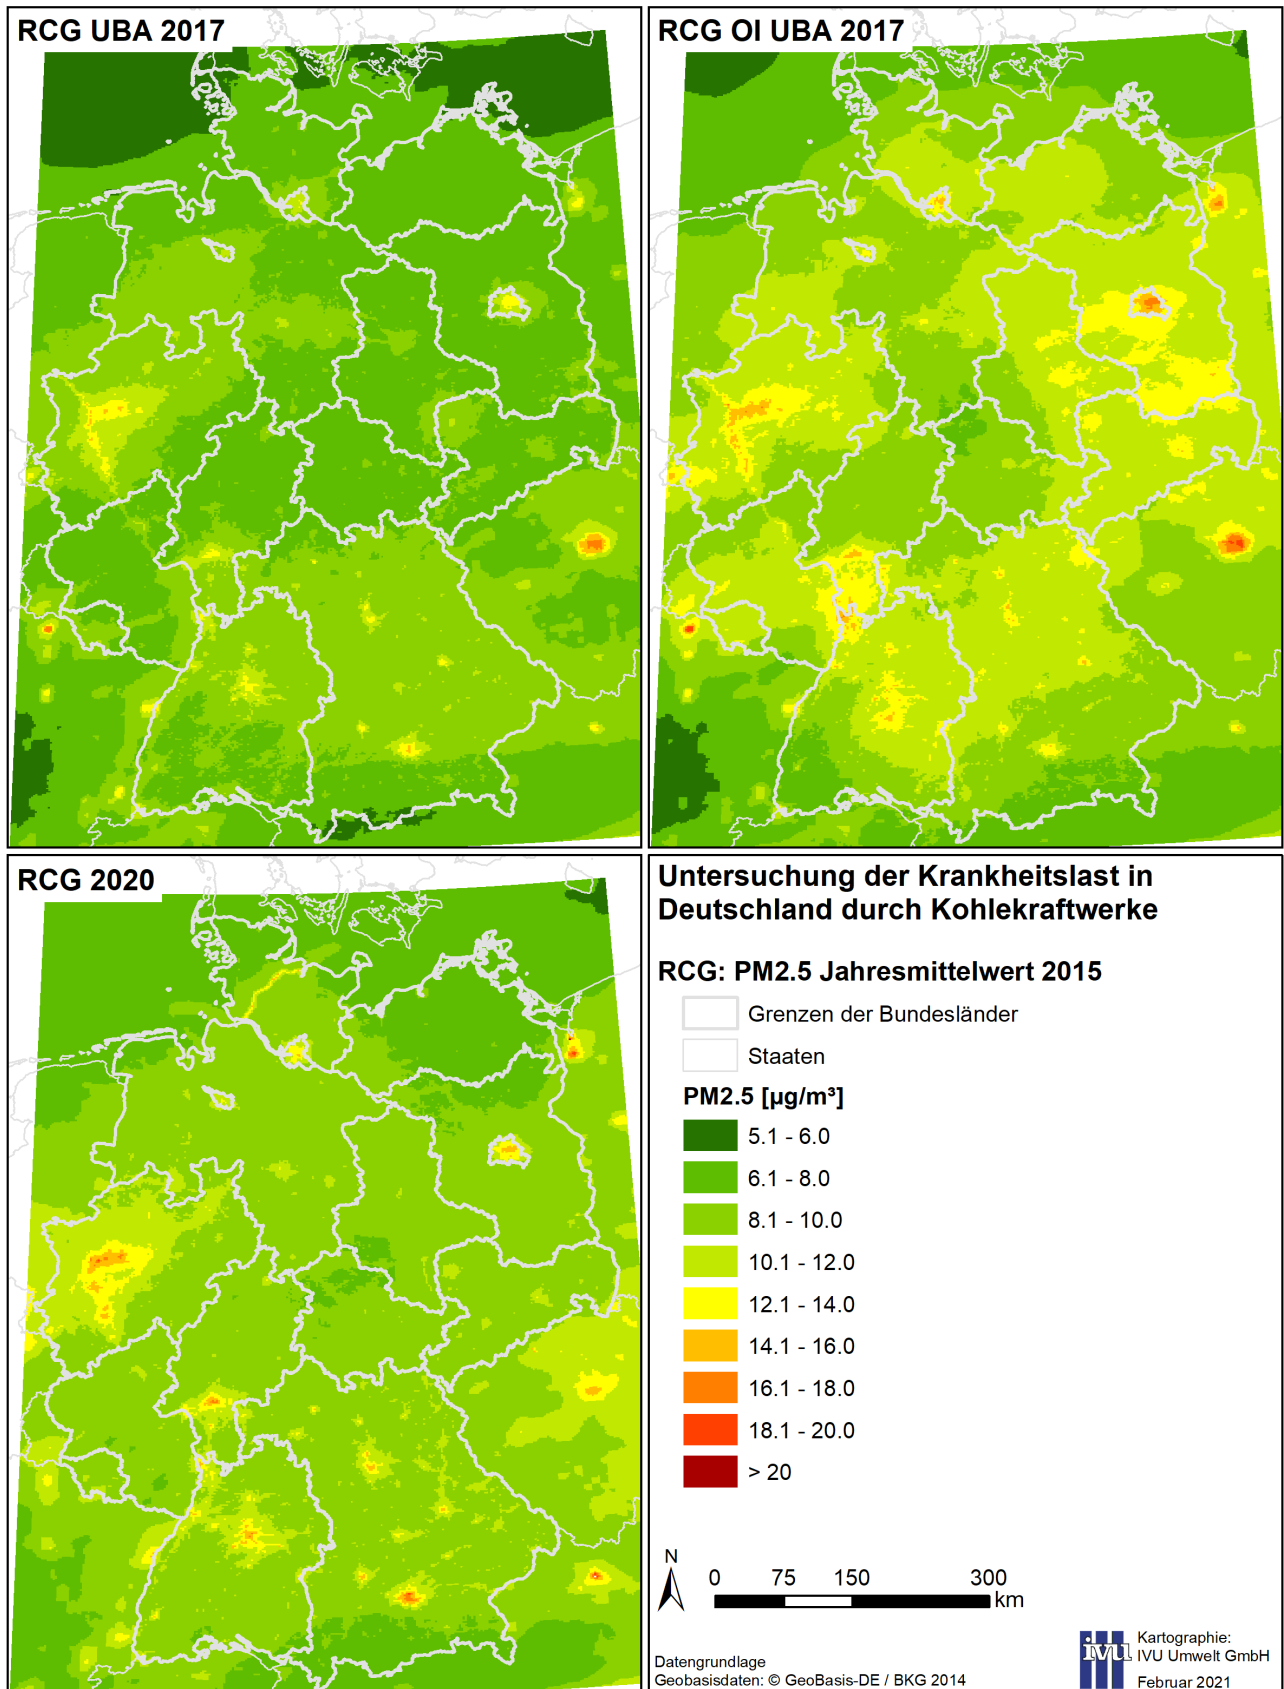 RCG UBA 2017
RCG OI UBA 2017
RCG 2020
Untersuchung der Krankheitslast in
Deutschland durch Kohlekraftwerke
RCG: PM2.5 Jahresmittelwert 2015
Grenzen der Bundesländer
Staaten
PM2.5 [µg/m³]
5.1 - 6.0
6.1 - 8.0
8.1 - 10.0
10.1 - 12.0
12.1 - 14.0
14.1 - 16.0
16.1 - 18.0
18.1 - 20.0
> 20
N
0 75 150 300
km
Datengrundlage
Geobasisdaten: © GeoBasis-DE / BKG 2014
ivu
Kartographie:
IVU Umwelt GmbH
Februar 2021